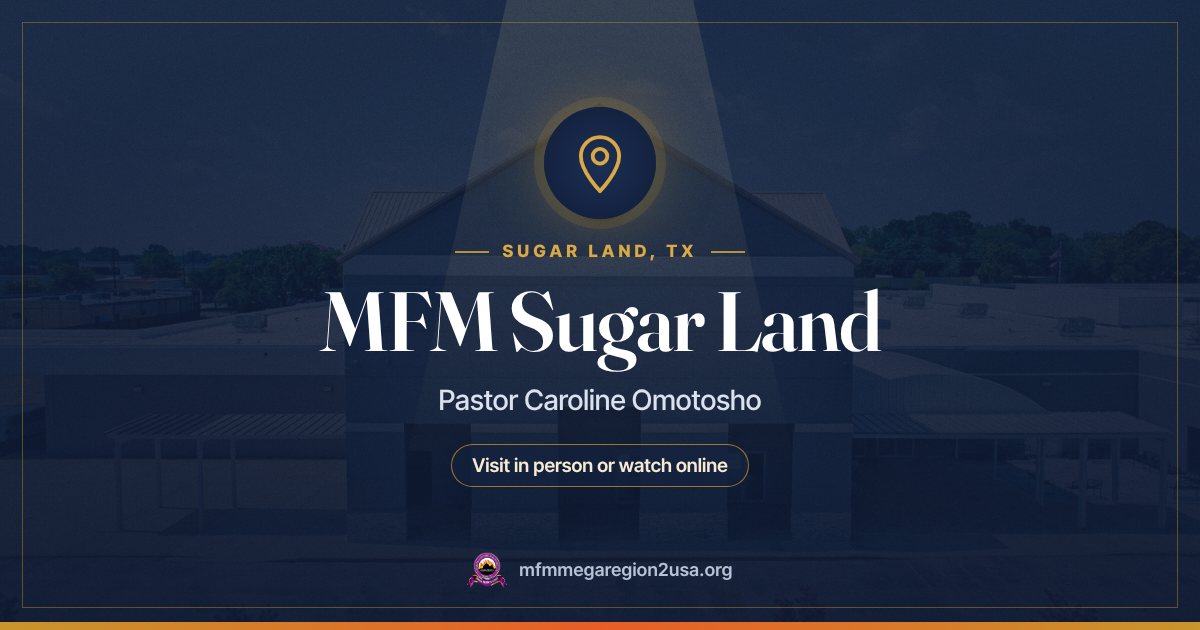 SUGAR LAND, TX
MFM Sugar Land
Pastor Caroline Omotosho
Visit in person or watch online
mfmmegaregion2usa.org